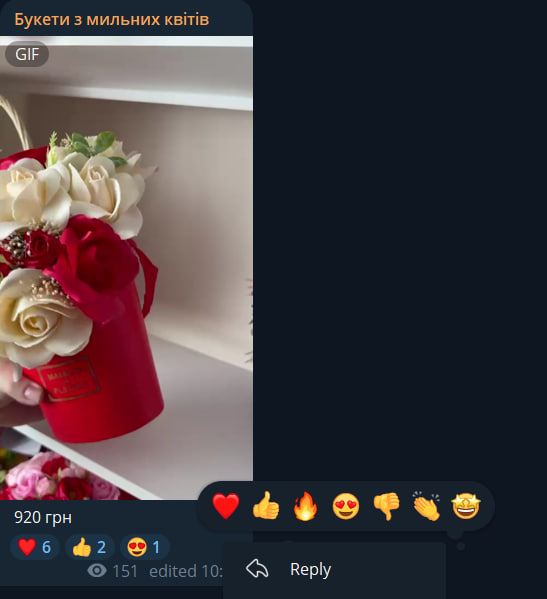 Букети з мильних квітів
GIF
920 грн
6
2
1
151 edited 10:
Reply